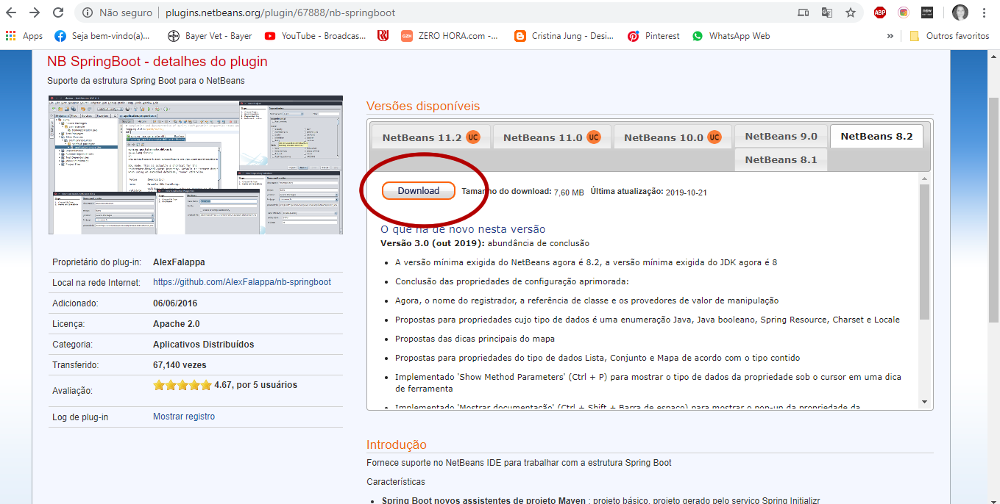 Não seguro
plugins.netbeans.org/plugin/67888/nb-springboot
ABP
Apps
Seja bem-vindo(a)...
Bayer Vet - Bayer
YouTube - Broadcas...
GZH
ZERO HORA.com -...
Cristina Jung - Desi...
Pinterest
WhatsApp Web
»
Outros favoritos
NB SpringBoot - detalhes do plugin
Suporte da estrutura Spring Boot para o NetBeans
Proprietário do plug-in: AlexFalappa
Local na rede Internet: https://github.com/AlexFalappa/nb-springboot
Adicionado: 06/06/2016
Licença: Apache 2.0
Categoria: Aplicativos Distribuídos
Transferido: 67,140 vezes
Avaliação: 4.67, por 5 usuários
Log de plug-in Mostrar registro
Versões disponíveis
NetBeans 11.2 UC
NetBeans 11.0 UC
NetBeans 10.0 UC
NetBeans 9.0
NetBeans 8.2
NetBeans 8.1
Download Tamanho do download: 7,60 MB Última atualização: 2019-10-21
O que há de novo nesta versão
Versão 3.0 (out 2019): abundância de conclusão
• A versão mínima exigida do NetBeans agora é 8.2, a versão mínima exigida do JDK agora é 8
• Conclusão das propriedades de configuração aprimorada:
• Agora, o nome do registrador, a referência de classe e os provedores de valor de manipulação
• Propostas para propriedades cujo tipo de dados é uma enumeração Java, Java booleano, Spring Resource, Charset e Locale
• Propostas das dicas principais do mapa
• Propostas para propriedades do tipo de dados Lista, Conjunto e Mapa de acordo com o tipo contido
• Implementado 'Show Method Parameters' (Ctrl + P) para mostrar o tipo de dados da propriedade sob o cursor em uma dica
de ferramenta
• Implementado 'Mostrar documentação' (Ctrl + Shift + Barra de espaço) para mostrar o pop-up da propriedade da
Introdução
Fornece suporte no NetBeans IDE para trabalhar com a estrutura Spring Boot
Características
• Spring Boot novos assistentes de projeto Maven : projeto básico, projeto gerado pelo serviço Spring Initializr